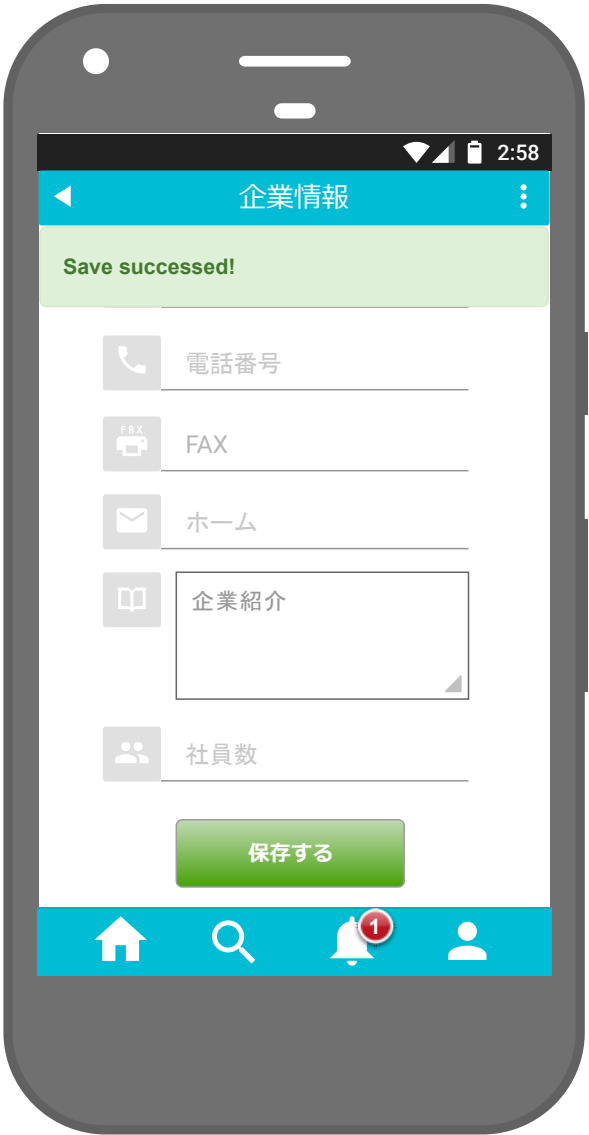 2:58
企業情報
Save successed!
電話番号
FAX
FAX
ホーム
企業紹介
社員数
保存する
1